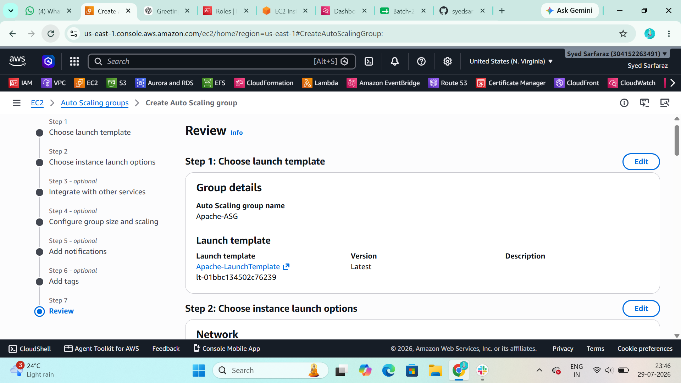 (4) Wha
Create
Greetin
Roles |
EC2 Inst
Dashbo
Batch-
syedsar
Ask Gemini
us-east-1.console.aws.amazon.com/ec2/home?region=us-east-1#CreateAutoScalingGroup:
aws
Search
[Alt+S]
United States (N. Virginia) ▼
Syed Sarfaraz (304152263491) ▼
Syed Sarfaraz
IAM
VPC
EC2
S3
Aurora and RDS
EFS
CloudFormation
Lambda
Amazon EventBridge
Route 53
Certificate Manager
CloudFront
CloudWatch
EC2 > Auto Scaling groups > Create Auto Scaling group
Step 1
Choose launch template
Step 2
Choose instance launch options
Step 3 - optional
Integrate with other services
Step 4 - optional
Configure group size and scaling
Step 5 - optional
Add notifications
Step 6 - optional
Add tags
Step 7
Review
Review Info
Step 1: Choose launch template
Edit
Group details
Auto Scaling group name
Apache-ASG
Launch template
Launch template
Version
Description
Apache-LaunchTemplate
Latest
lt-01bbc134502c76239
Step 2: Choose instance launch options
Edit
Network
CloudShell
Agent Toolkit for AWS
Feedback
Console Mobile App
© 2026, Amazon Web Services, Inc. or its affiliates.
Privacy
Terms
Cookie preferences
3
24°C
Light rain
Search
ENG
IN
23:46
29-07-2026